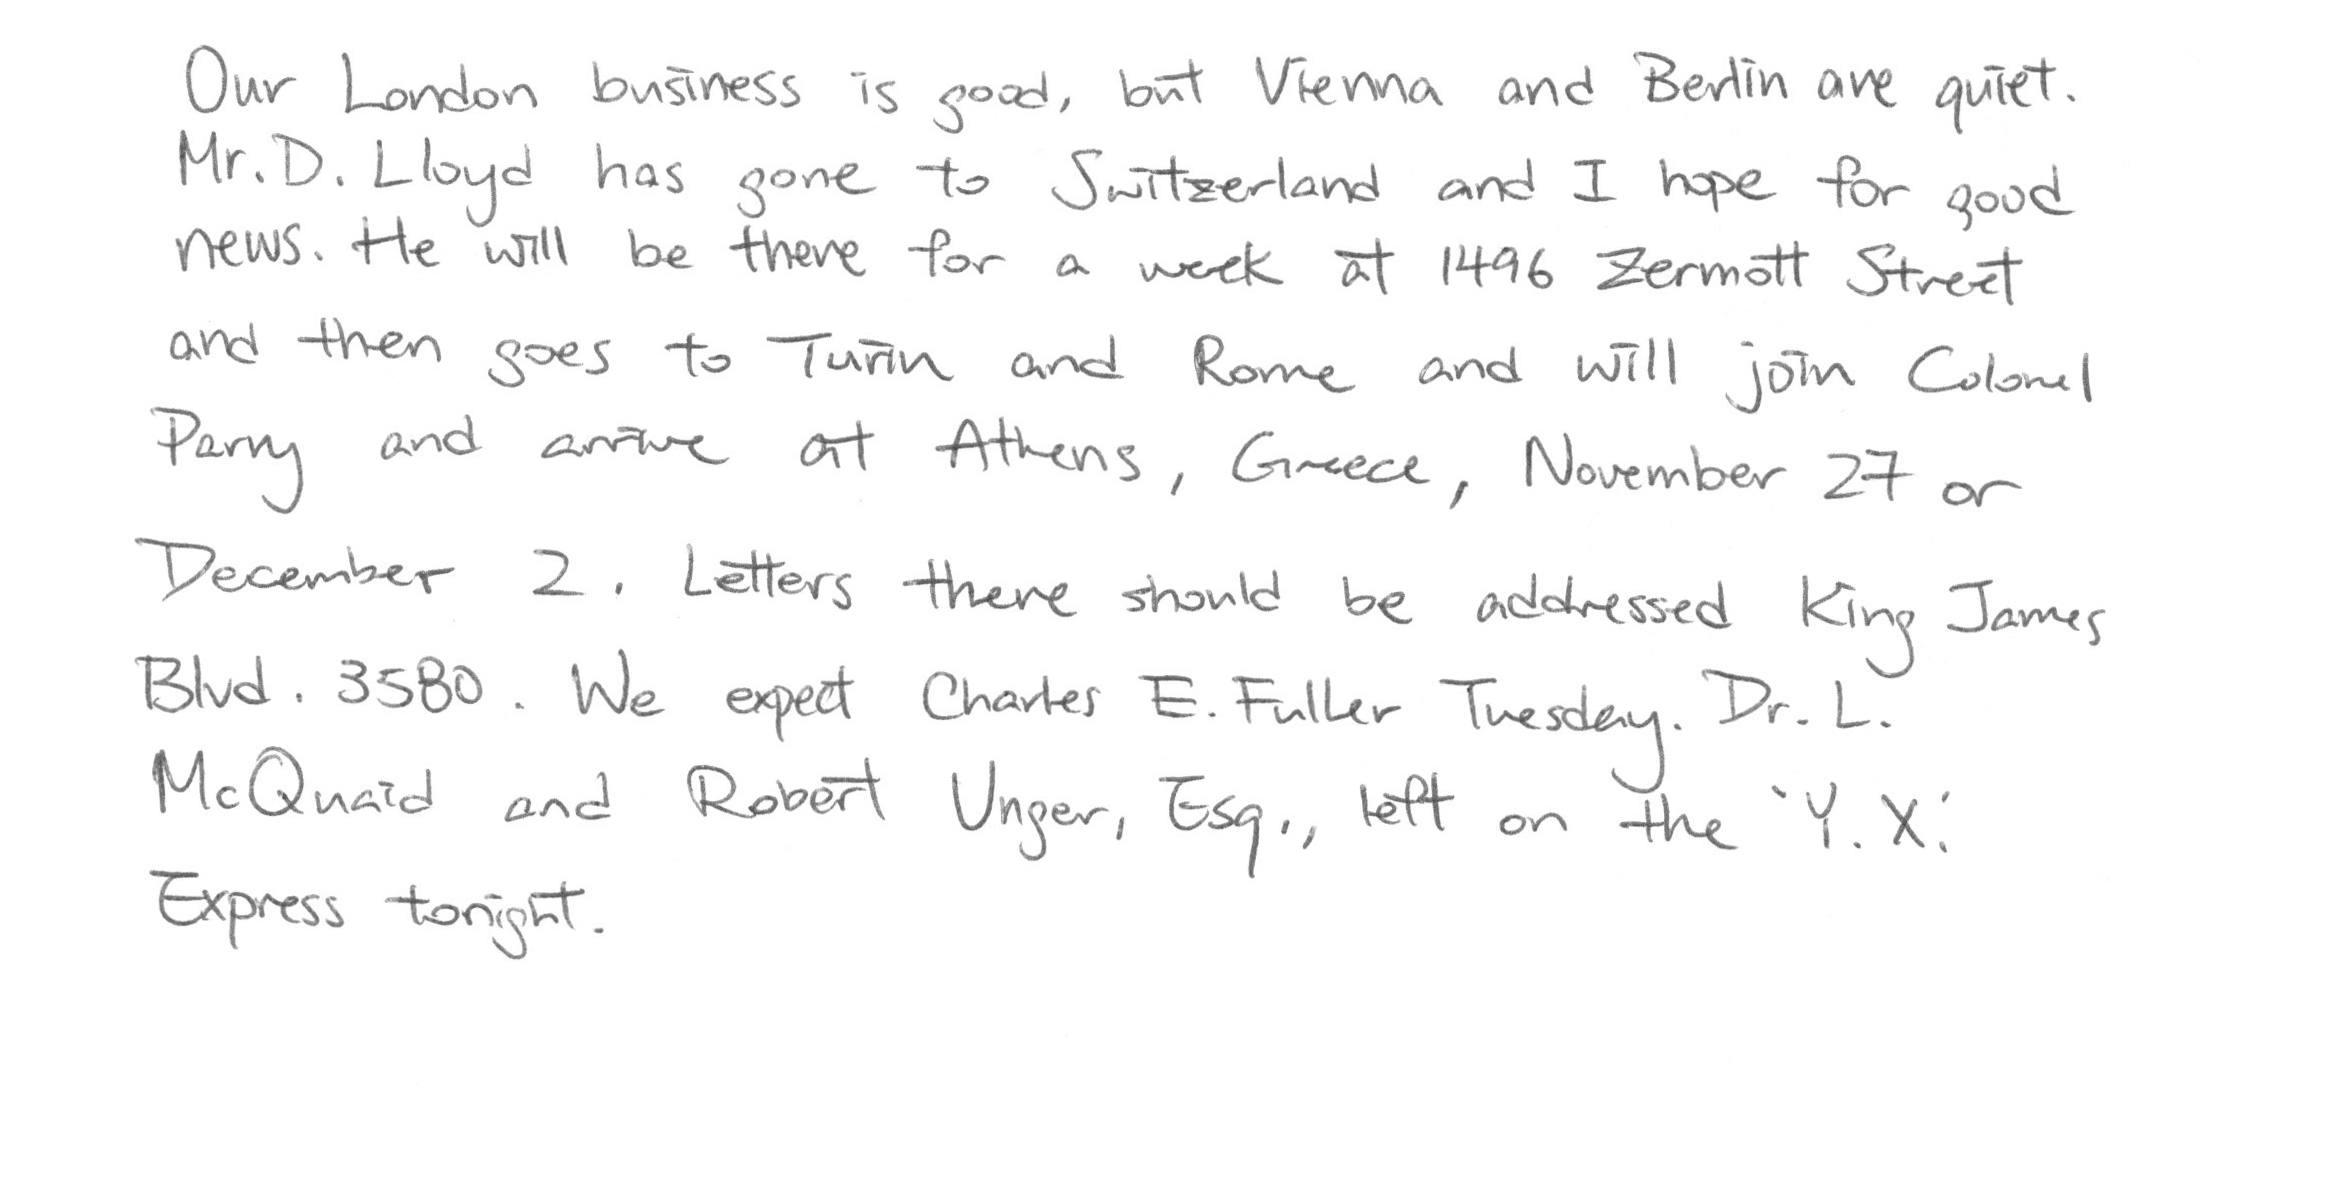 Our London business is good, but Vienna and Berlin are quiet.
Mr. D. Lloyd has gone to Switzerland and I hope for good
news. He will be there for a week at 1496 Zermott Street
and then goes to Turin and Rome and will join Colonel
Parry and arrive at Athens, Greece, November 27 or
December 2. Letters there should be addressed King James
Blvd. 3580. We expect Charles E. Fuller Tuesday. Dr. L.
McQuaid and Robert Unger, Esq., left on the 'Y. X.'
Express tonight.